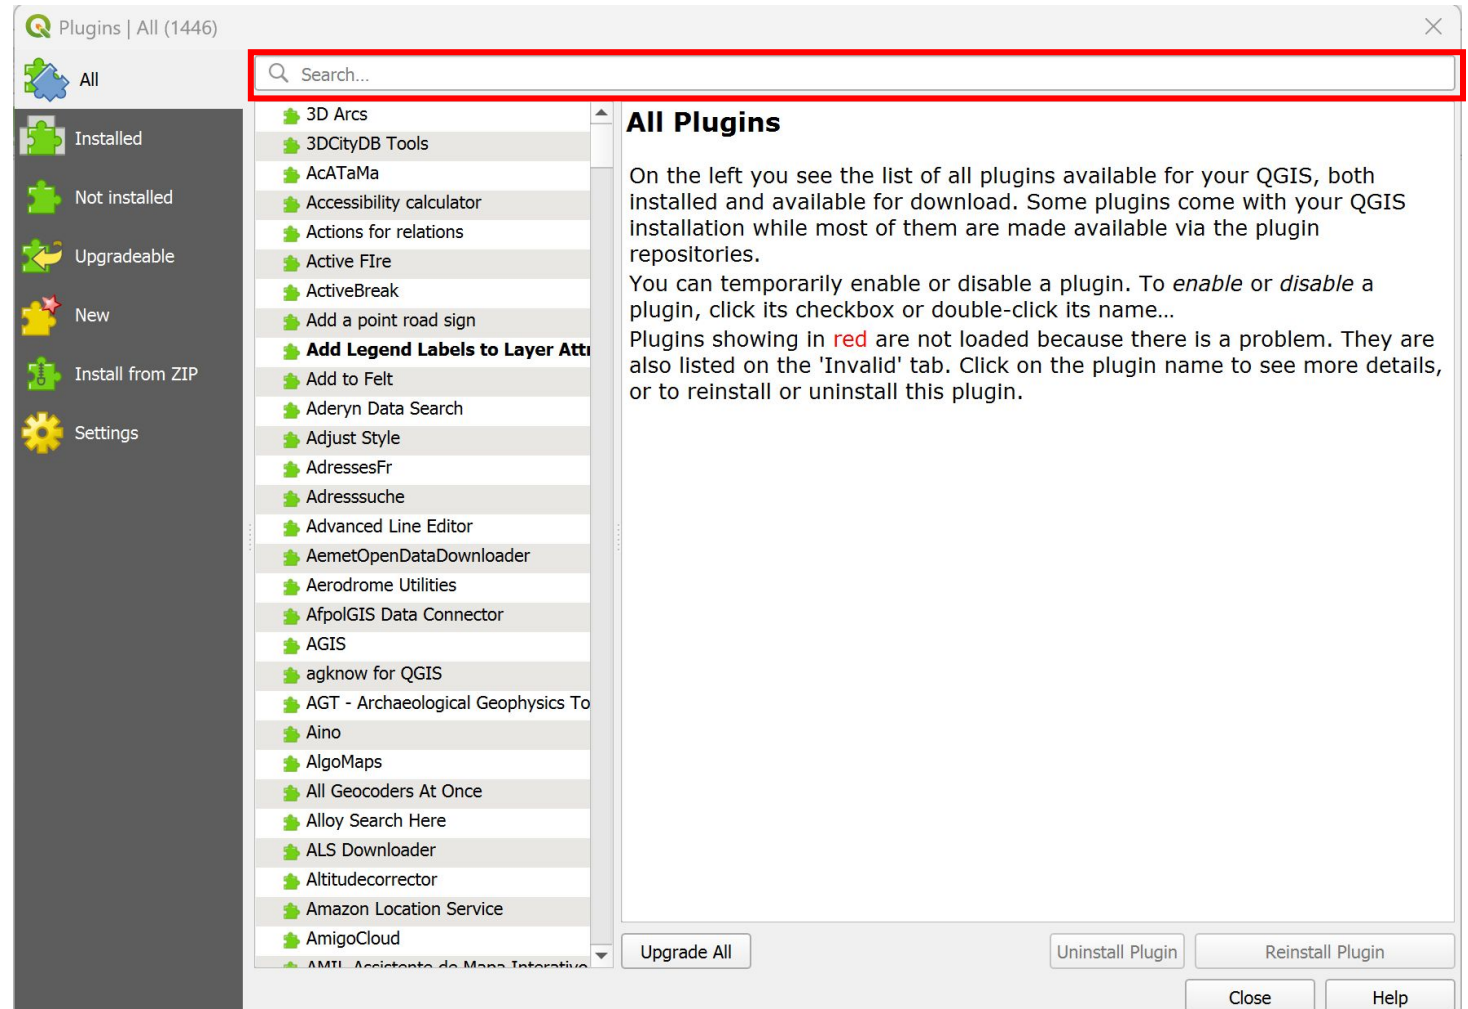 Plugins | All (1446)
All
Installed
Not installed
Upgradeable
New
Install from ZIP
Settings
Search...
3D Arcs
3DCityDB Tools
AcATaMa
Accessibility calculator
Actions for relations
Active FIre
ActiveBreak
Add a point road sign
Add Legend Labels to Layer Attr
Add to Felt
Aderyn Data Search
Adjust Style
AdressesFr
Adresssuche
Advanced Line Editor
AemetOpenDataDownloader
Aerodrome Utilities
AfpolGIS Data Connector
AGIS
agknow for QGIS
AGT - Archaeological Geophysics To
Aino
AlgoMaps
All Geocoders At Once
Alloy Search Here
ALS Downloader
Altitudecorrector
Amazon Location Service
AmigoCloud
AMIL Assistente de Mapa Interativo
All Plugins
On the left you see the list of all plugins available for your QGIS, both
installed and available for download. Some plugins come with your QGIS
installation while most of them are made available via the plugin
repositories.
You can temporarily enable or disable a plugin. To enable or disable a
plugin, click its checkbox or double-click its name...
Plugins showing in red are not loaded because there is a problem. They are
also listed on the 'Invalid' tab. Click on the plugin name to see more details,
or to reinstall or uninstall this plugin.
Upgrade All
Uninstall Plugin
Reinstall Plugin
Close
Help